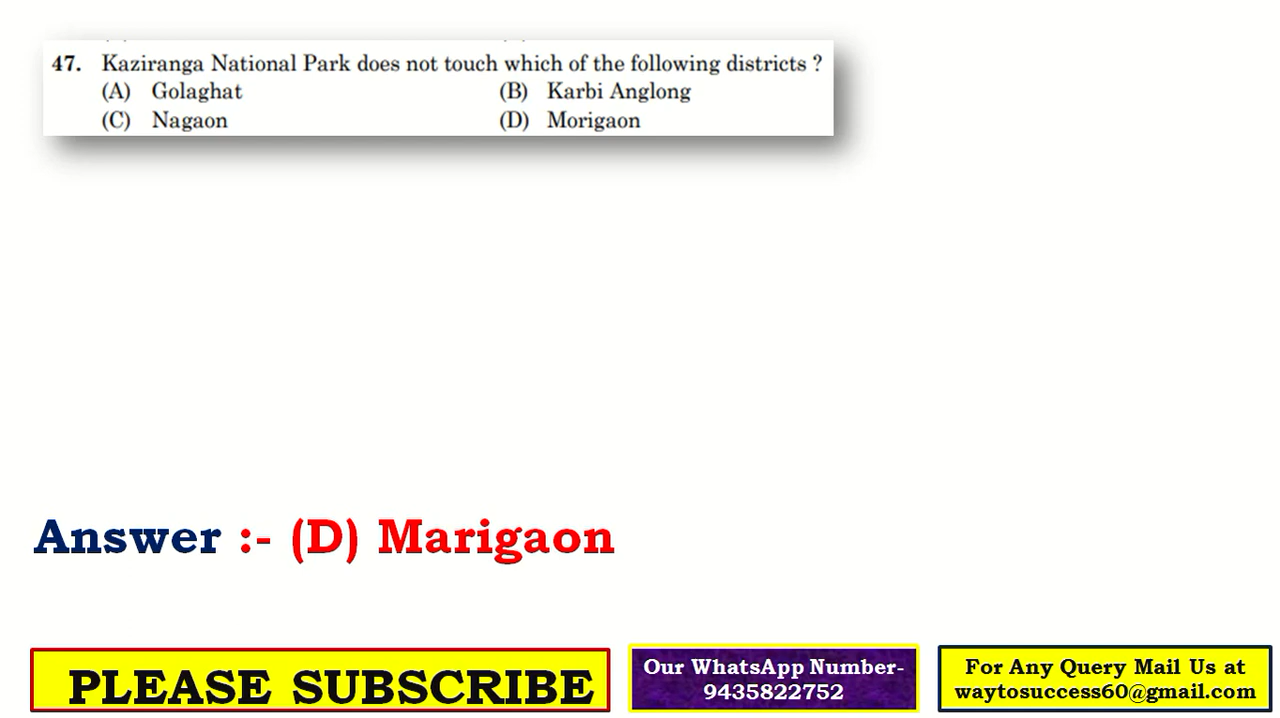 47. Kaziranga National Park does not touch which of the following districts ?
(A) Golaghat (B) Karbi Anglong
(C) Nagaon (D) Morigaon
Answer :- (D) Marigaon
PLEASE SUBSCRIBE
Our WhatsApp Number-
9435822752
For Any Query Mail Us at
waytosuccess60@gmail.com